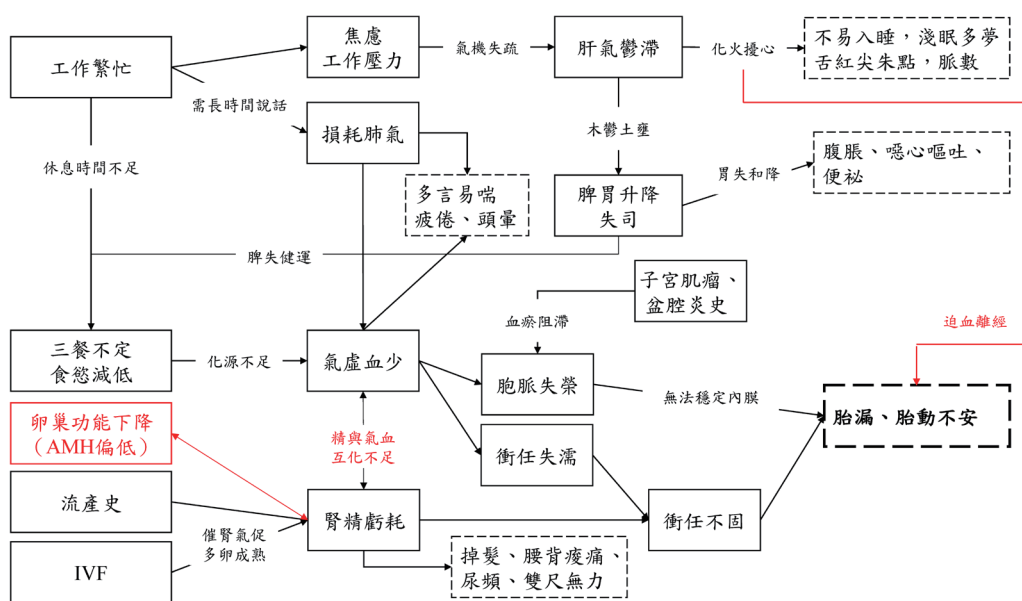 工作繁忙
焦慮
工作壓力
氣機失疏
肝氣鬱滯
化火擾心
不易入睡，淺眠多夢
舌紅尖朱點，脈數
需長時間說話
損耗肺氣
木鬱土壅
休息時間不足
多言易喘
疲倦、頭暈
脾胃升降
失司
胃失和降
腹脹、噁心嘔吐、
便祕
脾失健運
子宮肌瘤、
盆腔炎史
血瘀阻滯
迫血離經
三餐不定
食慾減低
化源不足
氣虛血少
胞脈失榮
無法穩定內膜
胎漏、胎動不安
卵巢功能下降
（AMH偏低）
精與氣血
互化不足
衝任失濡
流產史
催腎氣促
多卵成熟
腎精虧耗
衝任不固
IVF
掉髮、腰背痠痛、
尿頻、雙尺無力